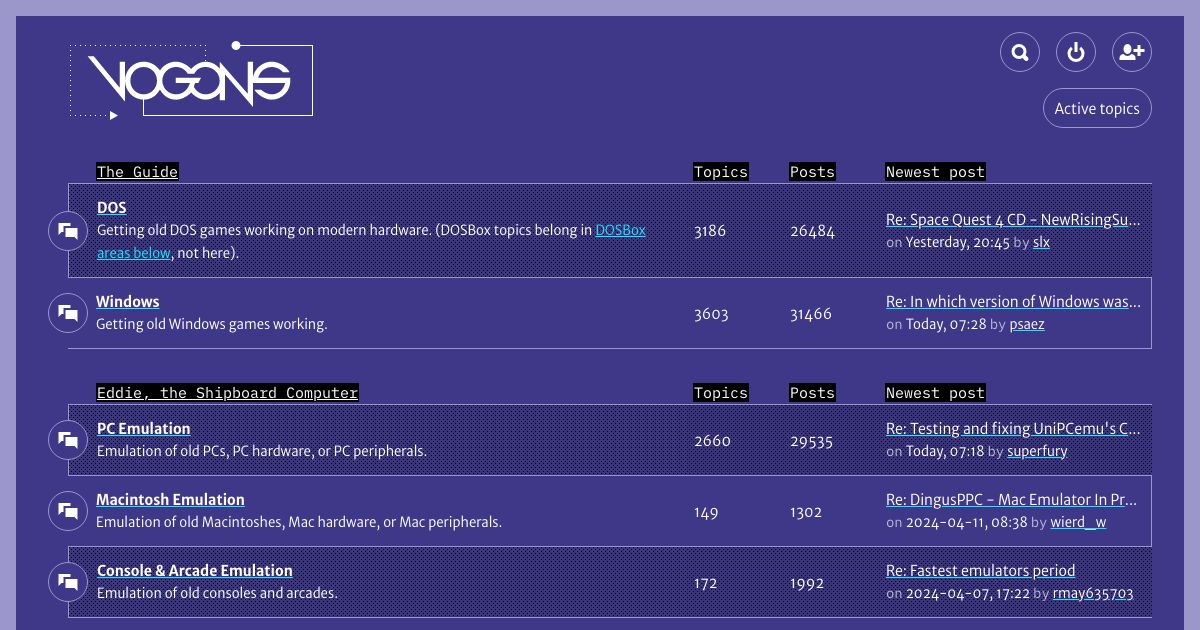 VOGONS
Active topics
The Guide Topics Posts Newest post
DOS
Getting old DOS games working on modern hardware. (DOSBox topics belong in DOSBox
areas below, not here).
3186 26484
Re: Space Quest 4 CD - NewRisingSu...
on Yesterday, 20:45 by slx
Windows
Getting old Windows games working.
3603 31466
Re: In which version of Windows was...
on Today, 07:28 by psaez
Eddie, the Shipboard Computer Topics Posts Newest post
PC Emulation
Emulation of old PCs, PC hardware, or PC peripherals.
2660 29535
Re: Testing and fixing UniPCemu's C...
on Today, 07:18 by superfury
Macintosh Emulation
Emulation of old Macintoshes, Mac hardware, or Mac peripherals.
149 1302
Re: DingusPPC - Mac Emulator In Pr...
on 2024-04-11, 08:38 by wierd_w
Console & Arcade Emulation
Emulation of old consoles and arcades.
172 1992
Re: Fastest emulators period
on 2024-04-07, 17:22 by rmay635703